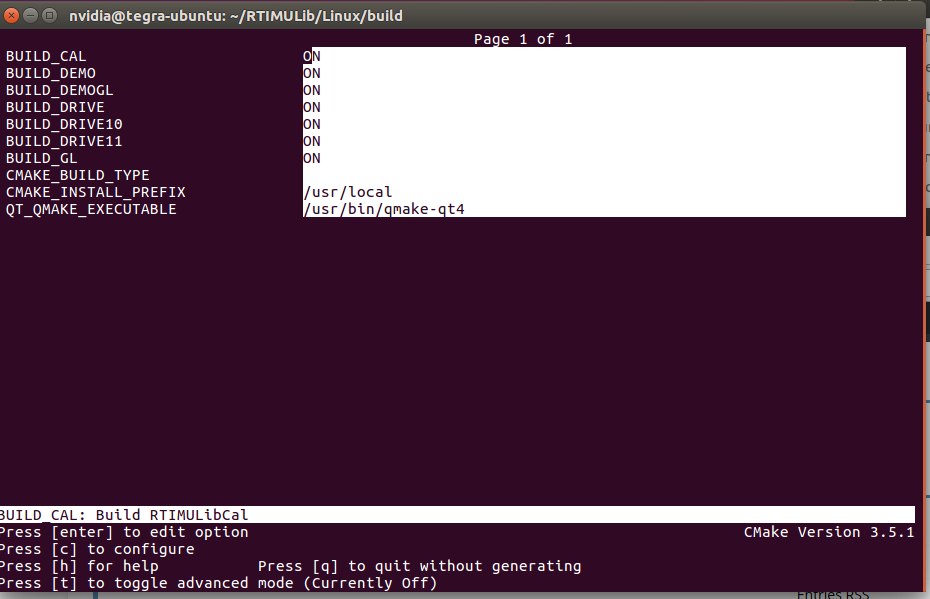 nvidia@tegra-ubuntu: ~/RTIMULib/Linux/build
Page 1 of 1
BUILD_CAL ON
BUILD_DEMO ON
BUILD_DEMOGL ON
BUILD_DRIVE ON
BUILD_DRIVE10 ON
BUILD_DRIVE11 ON
BUILD_GL ON
CMAKE_BUILD_TYPE
CMAKE_INSTALL_PREFIX /usr/local
QT_QMAKE_EXECUTABLE /usr/bin/qmake-qt4
BUILD_CAL: Build RTIMULibCal
Press [enter] to edit option CMake Version 3.5.1
Press [c] to configure
Press [h] for help Press [q] to quit without generating
Press [t] to toggle advanced mode (Currently Off)
Entries RSS